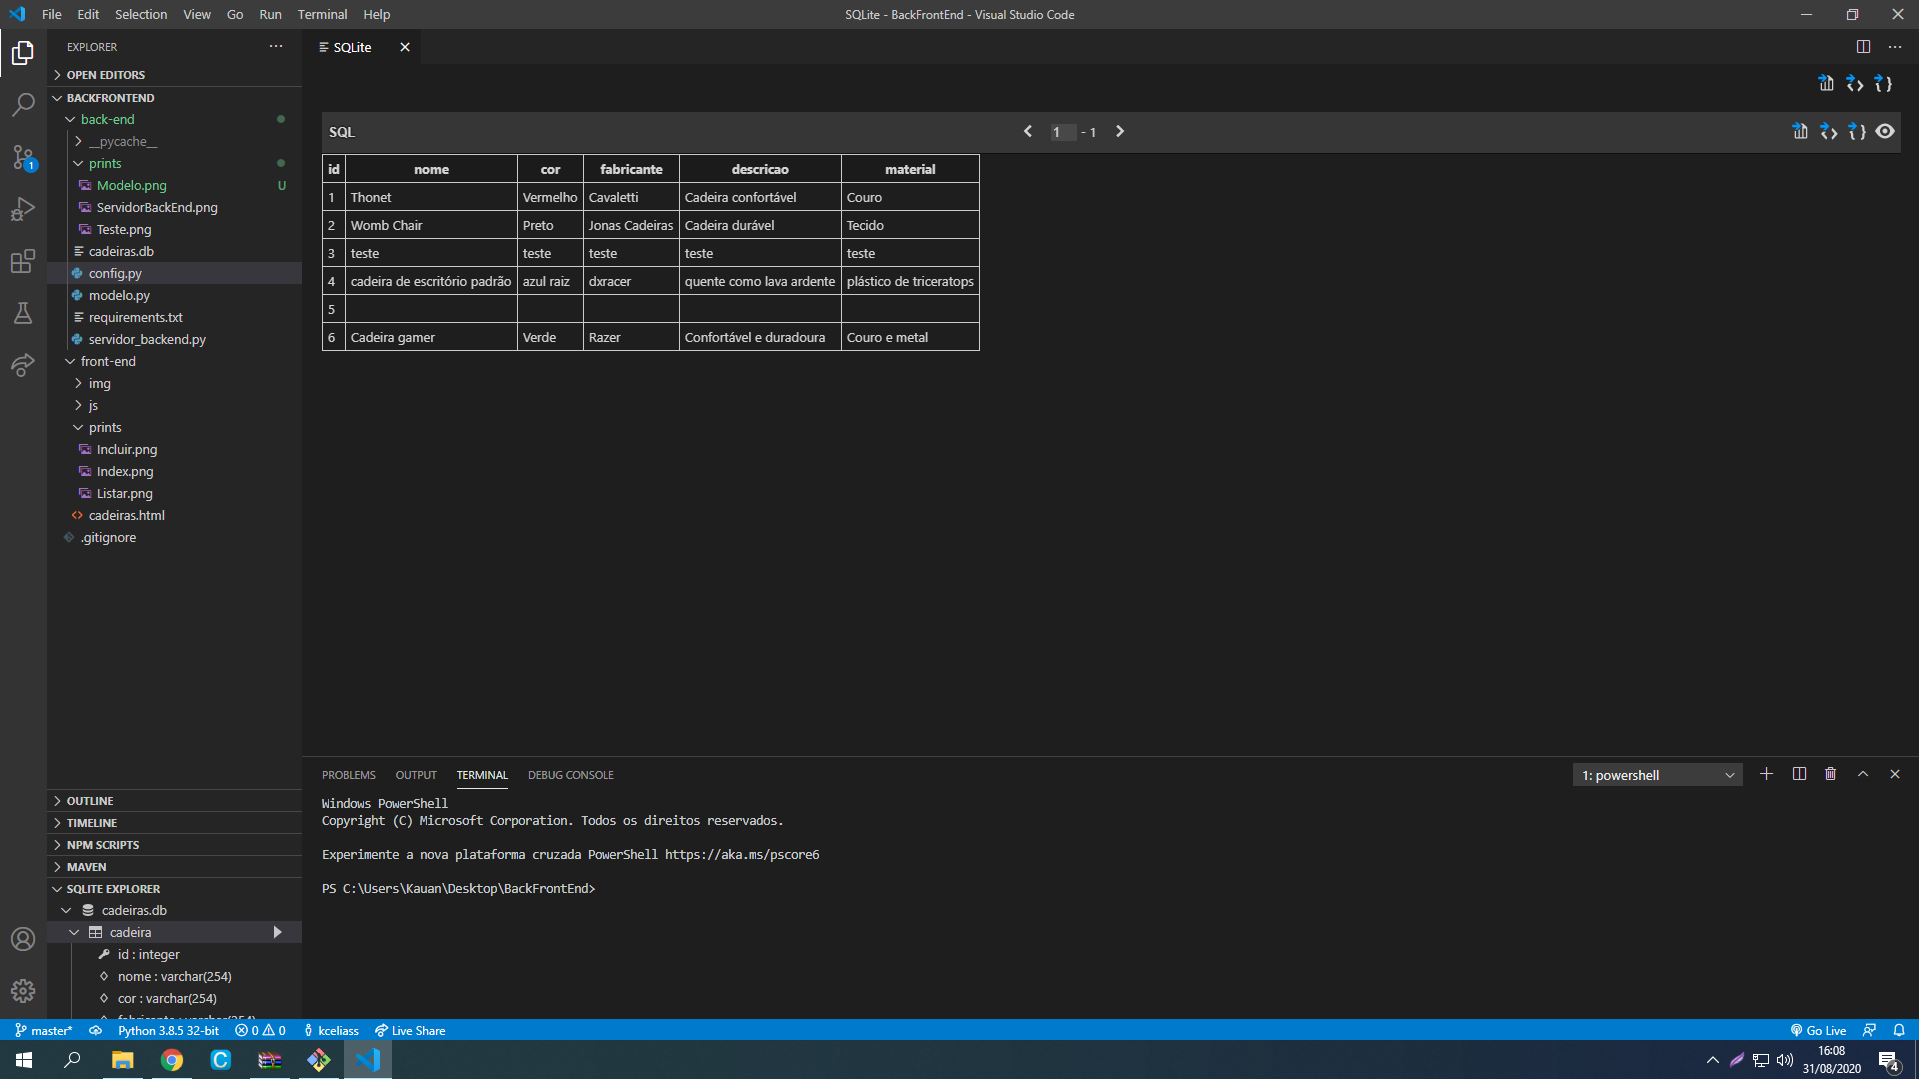 File Edit Selection View Go Run Terminal Help
SQLite - BackFrontEnd - Visual Studio Code
EXPLORER
OPEN EDITORS
BACKFRONTEND
back-end
__pycache__
prints
Modelo.png U
ServidorBackEnd.png
Teste.png
cadeiras.db
config.py
modelo.py
requirements.txt
servidor_backend.py
front-end
img
js
prints
Incluir.png
Index.png
Listar.png
cadeiras.html
.gitignore
OUTLINE
TIMELINE
NPM SCRIPTS
MAVEN
SQLITE EXPLORER
cadeiras.db
cadeira
id : integer
nome : varchar(254)
cor : varchar(254)
fabricante : varchar(254)
1
SQLite
SQL 1 - 1
id nome cor fabricante descricao material
1 Thonet Vermelho Cavaletti Cadeira confortável Couro
2 Womb Chair Preto Jonas Cadeiras Cadeira durável Tecido
3 teste teste teste teste teste
4 cadeira de escritório padrão azul raiz dxracer quente como lava ardente plástico de triceratops
5
6 Cadeira gamer Verde Razer Confortável e duradoura Couro e metal
PROBLEMS OUTPUT TERMINAL DEBUG CONSOLE
1: powershell
Windows PowerShell
Copyright (C) Microsoft Corporation. Todos os direitos reservados.
Experimente a nova plataforma cruzada PowerShell https://aka.ms/pscore6
PS C:\Users\Kauan\Desktop\BackFrontEnd>
master* Python 3.8.5 32-bit 0 0 kceliass Live Share Go Live
C
16:08
31/08/2020
4